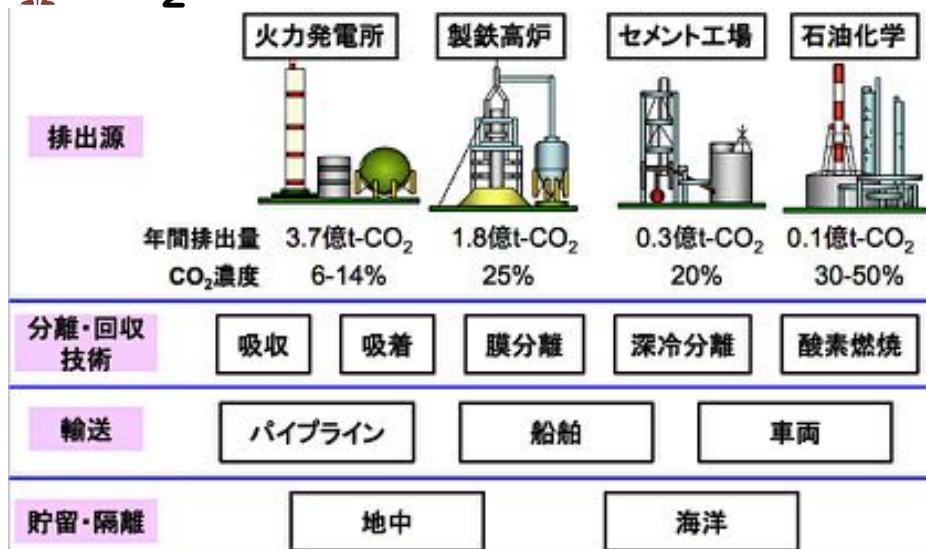 2
火力発電所 製鉄高炉 セメント工場 石油化学
排出源
年間排出量 3.7億t-CO₂ 1.8億t-CO₂ 0.3億t-CO₂ 0.1億t-CO₂
CO₂濃度 6-14% 25% 20% 30-50%
分離・回収
技術
吸収 吸着 膜分離 深冷分離 酸素燃焼
輸送 パイプライン 船舶 車両
貯留・隔離 地中 海洋